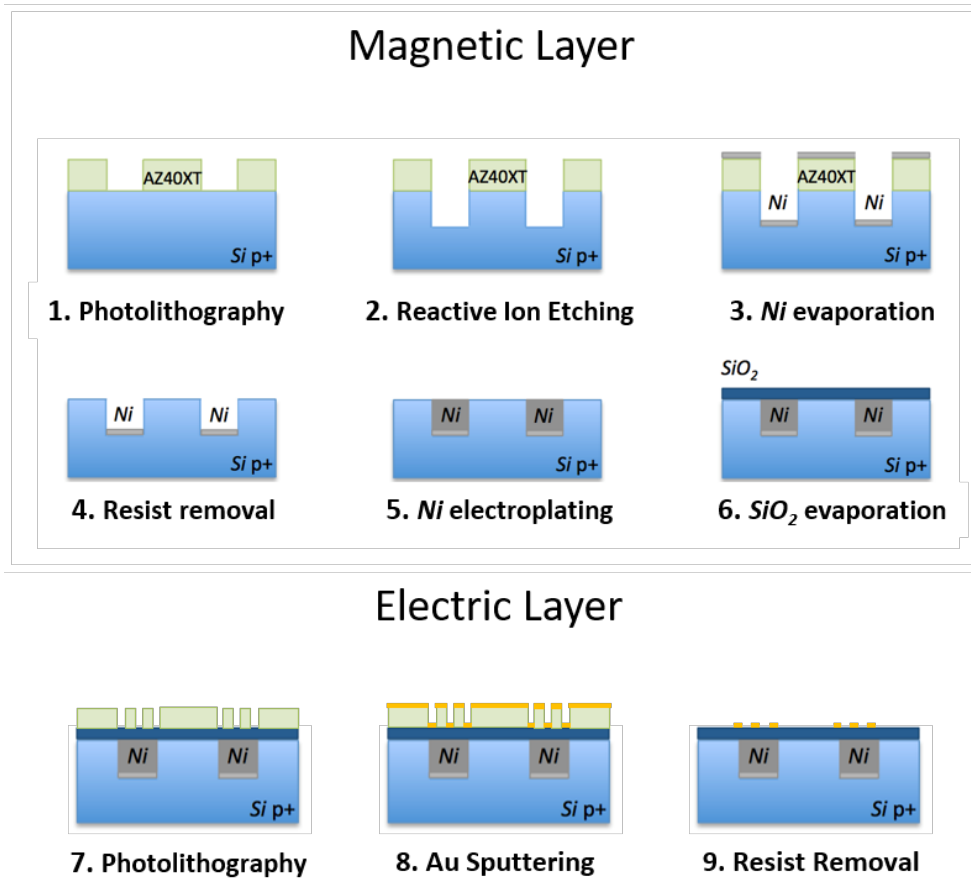 Magnetic Layer
AZ40XT
Si p+
1. Photolithography
AZ40XT
Si p+
2. Reactive Ion Etching
AZ40XT
Ni
Ni
Si p+
3. Ni evaporation
Ni
Ni
Si p+
4. Resist removal
Ni
Ni
Si p+
5. Ni electroplating
SiO2
Ni
Ni
Si p+
6. SiO2 evaporation
Electric Layer
Ni
Ni
Si p+
7. Photolithography
Ni
Ni
Si p+
8. Au Sputtering
Ni
Ni
Si p+
9. Resist Removal